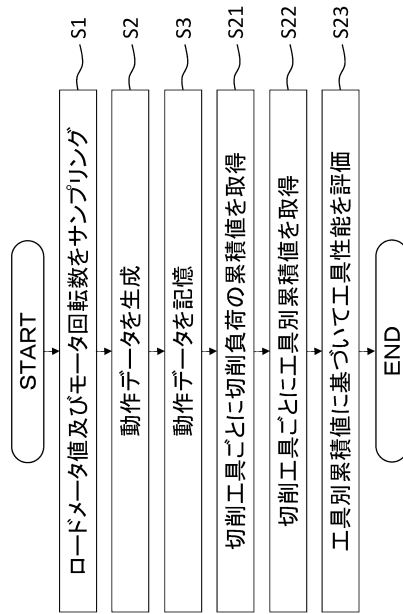 START
ロードメータ値及びモータ回転数をサンプリング
S1
動作データを生成
S2
動作データを記憶
S3
切削工具ごとに切削負荷の累積値を取得
S21
切削工具ごとに工具別累積値を取得
S22
工具別累積値に基づいて工具性能を評価
S23
END